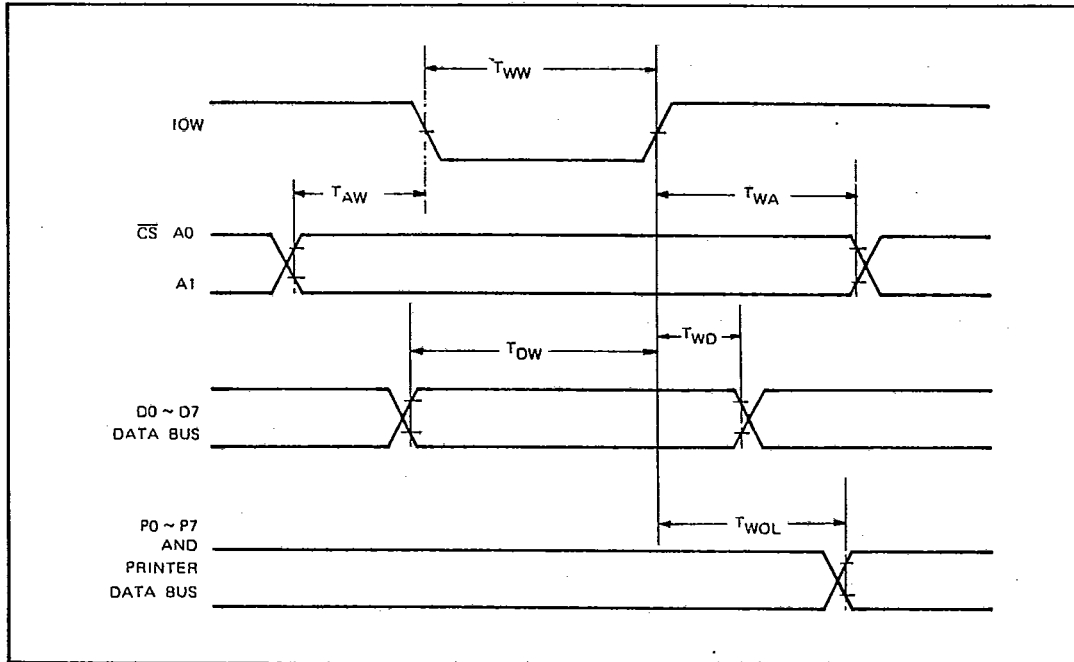 TWW
IOW
TAW
TWA
CS A0
A1
TDW
TWD
D0 ~ D7
DATA BUS
TWOL
P0 ~ P7
AND
PRINTER
DATA BUS